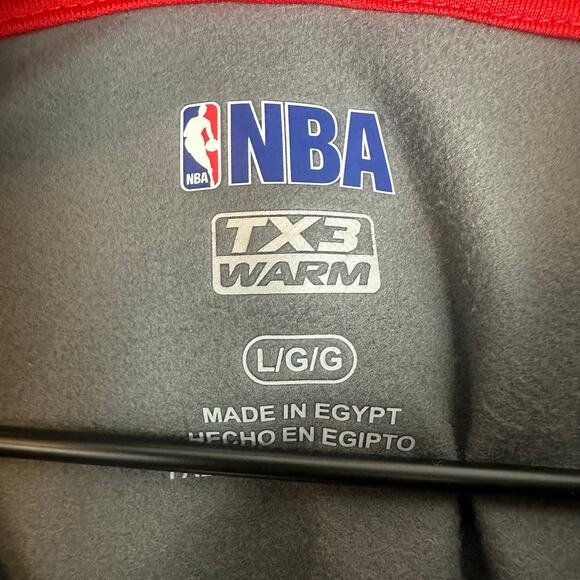 NBA NBA
TX3
WARM
L/G/G
MADE IN EGYPT
HECHO EN EGIPTO